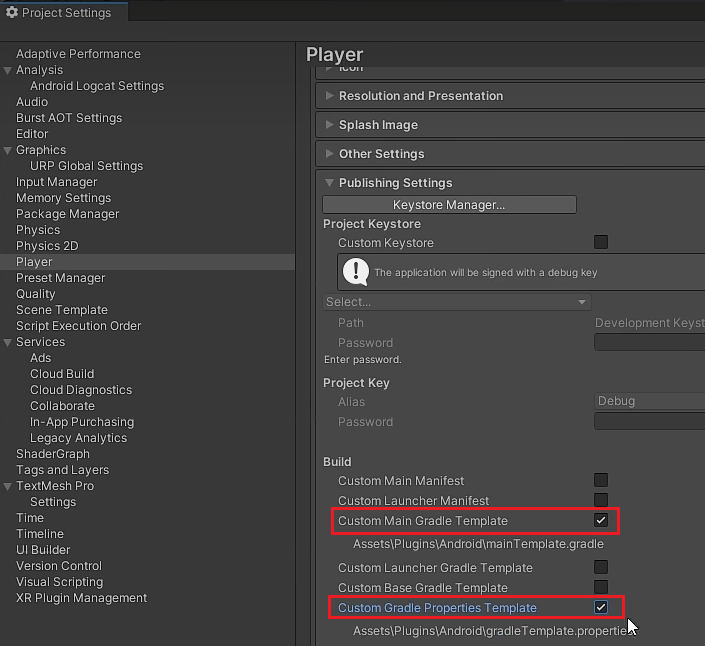 Project Settings
Adaptive Performance
Analysis
Android Logcat Settings
Audio
Burst AOT Settings
Editor
Graphics
URP Global Settings
Input Manager
Memory Settings
Package Manager
Physics
Physics 2D
Player
Preset Manager
Quality
Scene Template
Script Execution Order
Services
Ads
Cloud Build
Cloud Diagnostics
Collaborate
In-App Purchasing
Legacy Analytics
ShaderGraph
Tags and Layers
TextMesh Pro
Settings
Time
Timeline
UI Builder
Version Control
Visual Scripting
XR Plugin Management
Player
Icon
Resolution and Presentation
Splash Image
Other Settings
Publishing Settings
Keystore Manager...
Project Keystore
Custom Keystore
The application will be signed with a debug key
Select...
Path Development Keyst
Password
Enter password.
Project Key
Alias Debug
Password
Build
Custom Main Manifest
Custom Launcher Manifest
Custom Main Gradle Template
Assets\Plugins\Android\mainTemplate.gradle
Custom Launcher Gradle Template
Custom Base Gradle Template
Custom Gradle Properties Template
Assets\Plugins\Android\gradleTemplate.properties